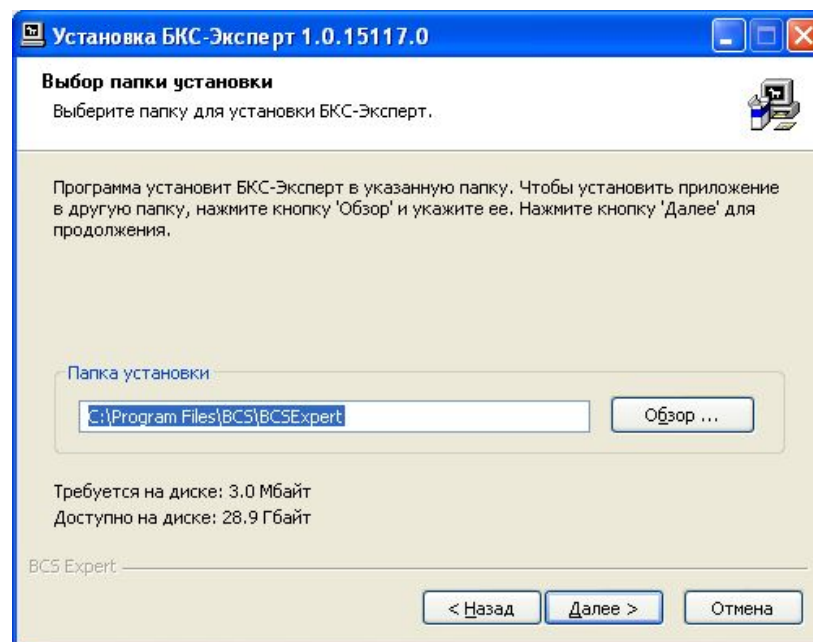 Установка БКС-Эксперт 1.0.15117.0
Выбор папки установки
Выберите папку для установки БКС-Эксперт.
Программа установит БКС-Эксперт в указанную папку. Чтобы установить приложение
в другую папку, нажмите кнопку 'Обзор' и укажите ее. Нажмите кнопку 'Далее' для
продолжения.
Папка установки
C:\Program Files\BCS\BCSExpert
Обзор ...
Требуется на диске: 3.0 Мбайт
Доступно на диске: 28.9 Гбайт
BCS Expert
< Назад
Далее >
Отмена